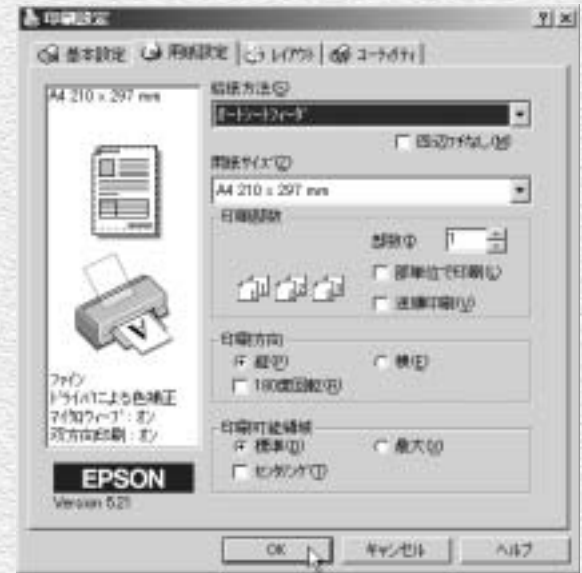 印刷設定
基本設定 用紙設定 レイアウト ユーティリティ
A4 210 x 297 mm
給紙方法(S)
オートシートフィーダ
四辺フチなし(M)
用紙サイズ(Z)
A4 210 x 297 mm
印刷部数
部数(I) 1
部単位で印刷(L)
逆順印刷(V)
印刷方向
縦(P) 横(E)
180度回転(R)
印刷可能領域
標準(D) 最大(X)
センタリング(T)
ファイン
ドライバによる色補正
マイクロウィーブ：オン
双方向印刷：オン
EPSON
Version 5.21
OK キャンセル ヘルプ